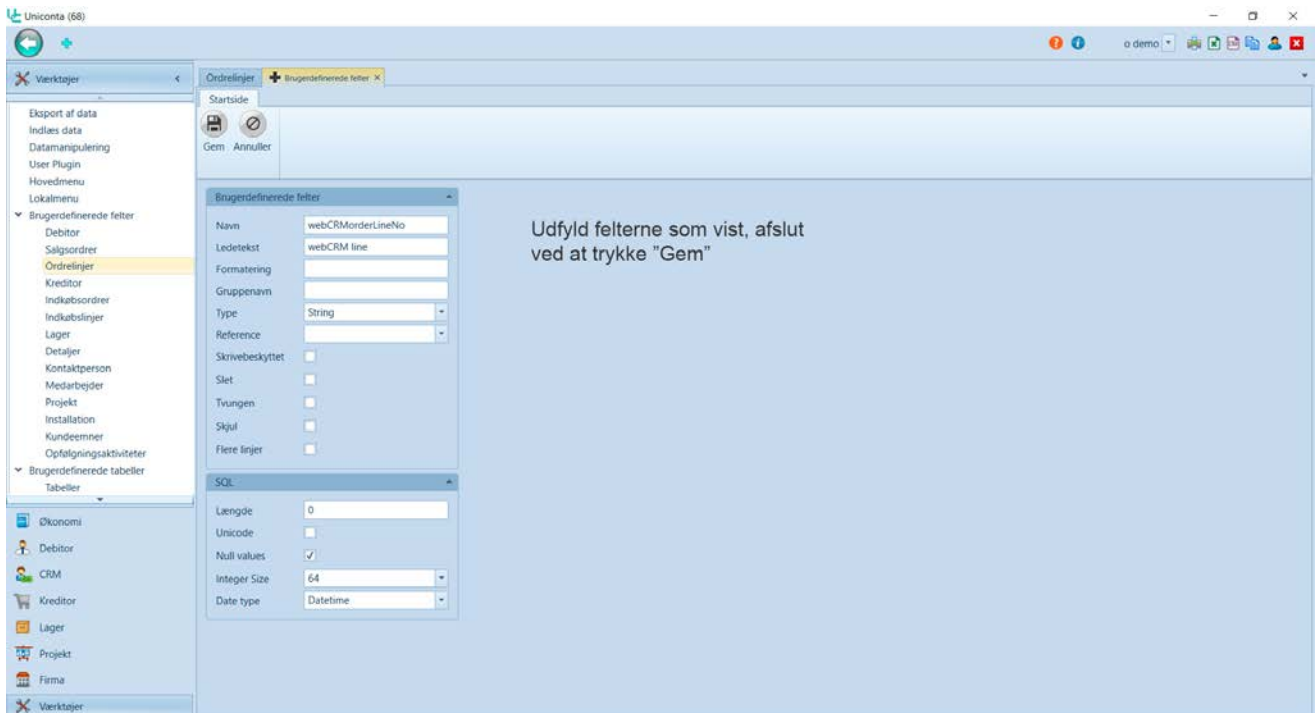 Uniconta (68)
o demo
Værktøjer
Ordrelinjer
Brugerdefinerede felter
Startside
Gem
Annuller
Eksport af data
Indlæs data
Datamanipulering
User Plugin
Hovedmenu
Lokalmenu
Brugerdefinerede felter
Debitor
Salgsordrer
Ordrelinjer
Kreditor
Indkøbsordrer
Indkøbslinjer
Lager
Detaljer
Kontaktperson
Medarbejder
Projekt
Installation
Kundeemner
Opfølgningsaktiviteter
Brugerdefinerede tabeller
Tabeller
Økonomi
Debitor
CRM
Kreditor
Lager
Projekt
Firma
Værktøjer
Brugerdefinerede felter
Navn webCRMorderLineNo
Ledetekst webCRM line
Formatering
Gruppenavn
Type String
Reference
Skrivebeskyttet
Slet
Tvungen
Skjul
Flere linjer
SQL
Længde 0
Unicode
Null values
Integer Size 64
Date type Datetime
Udfyld felterne som vist, afslut
ved at trykke ”Gem”